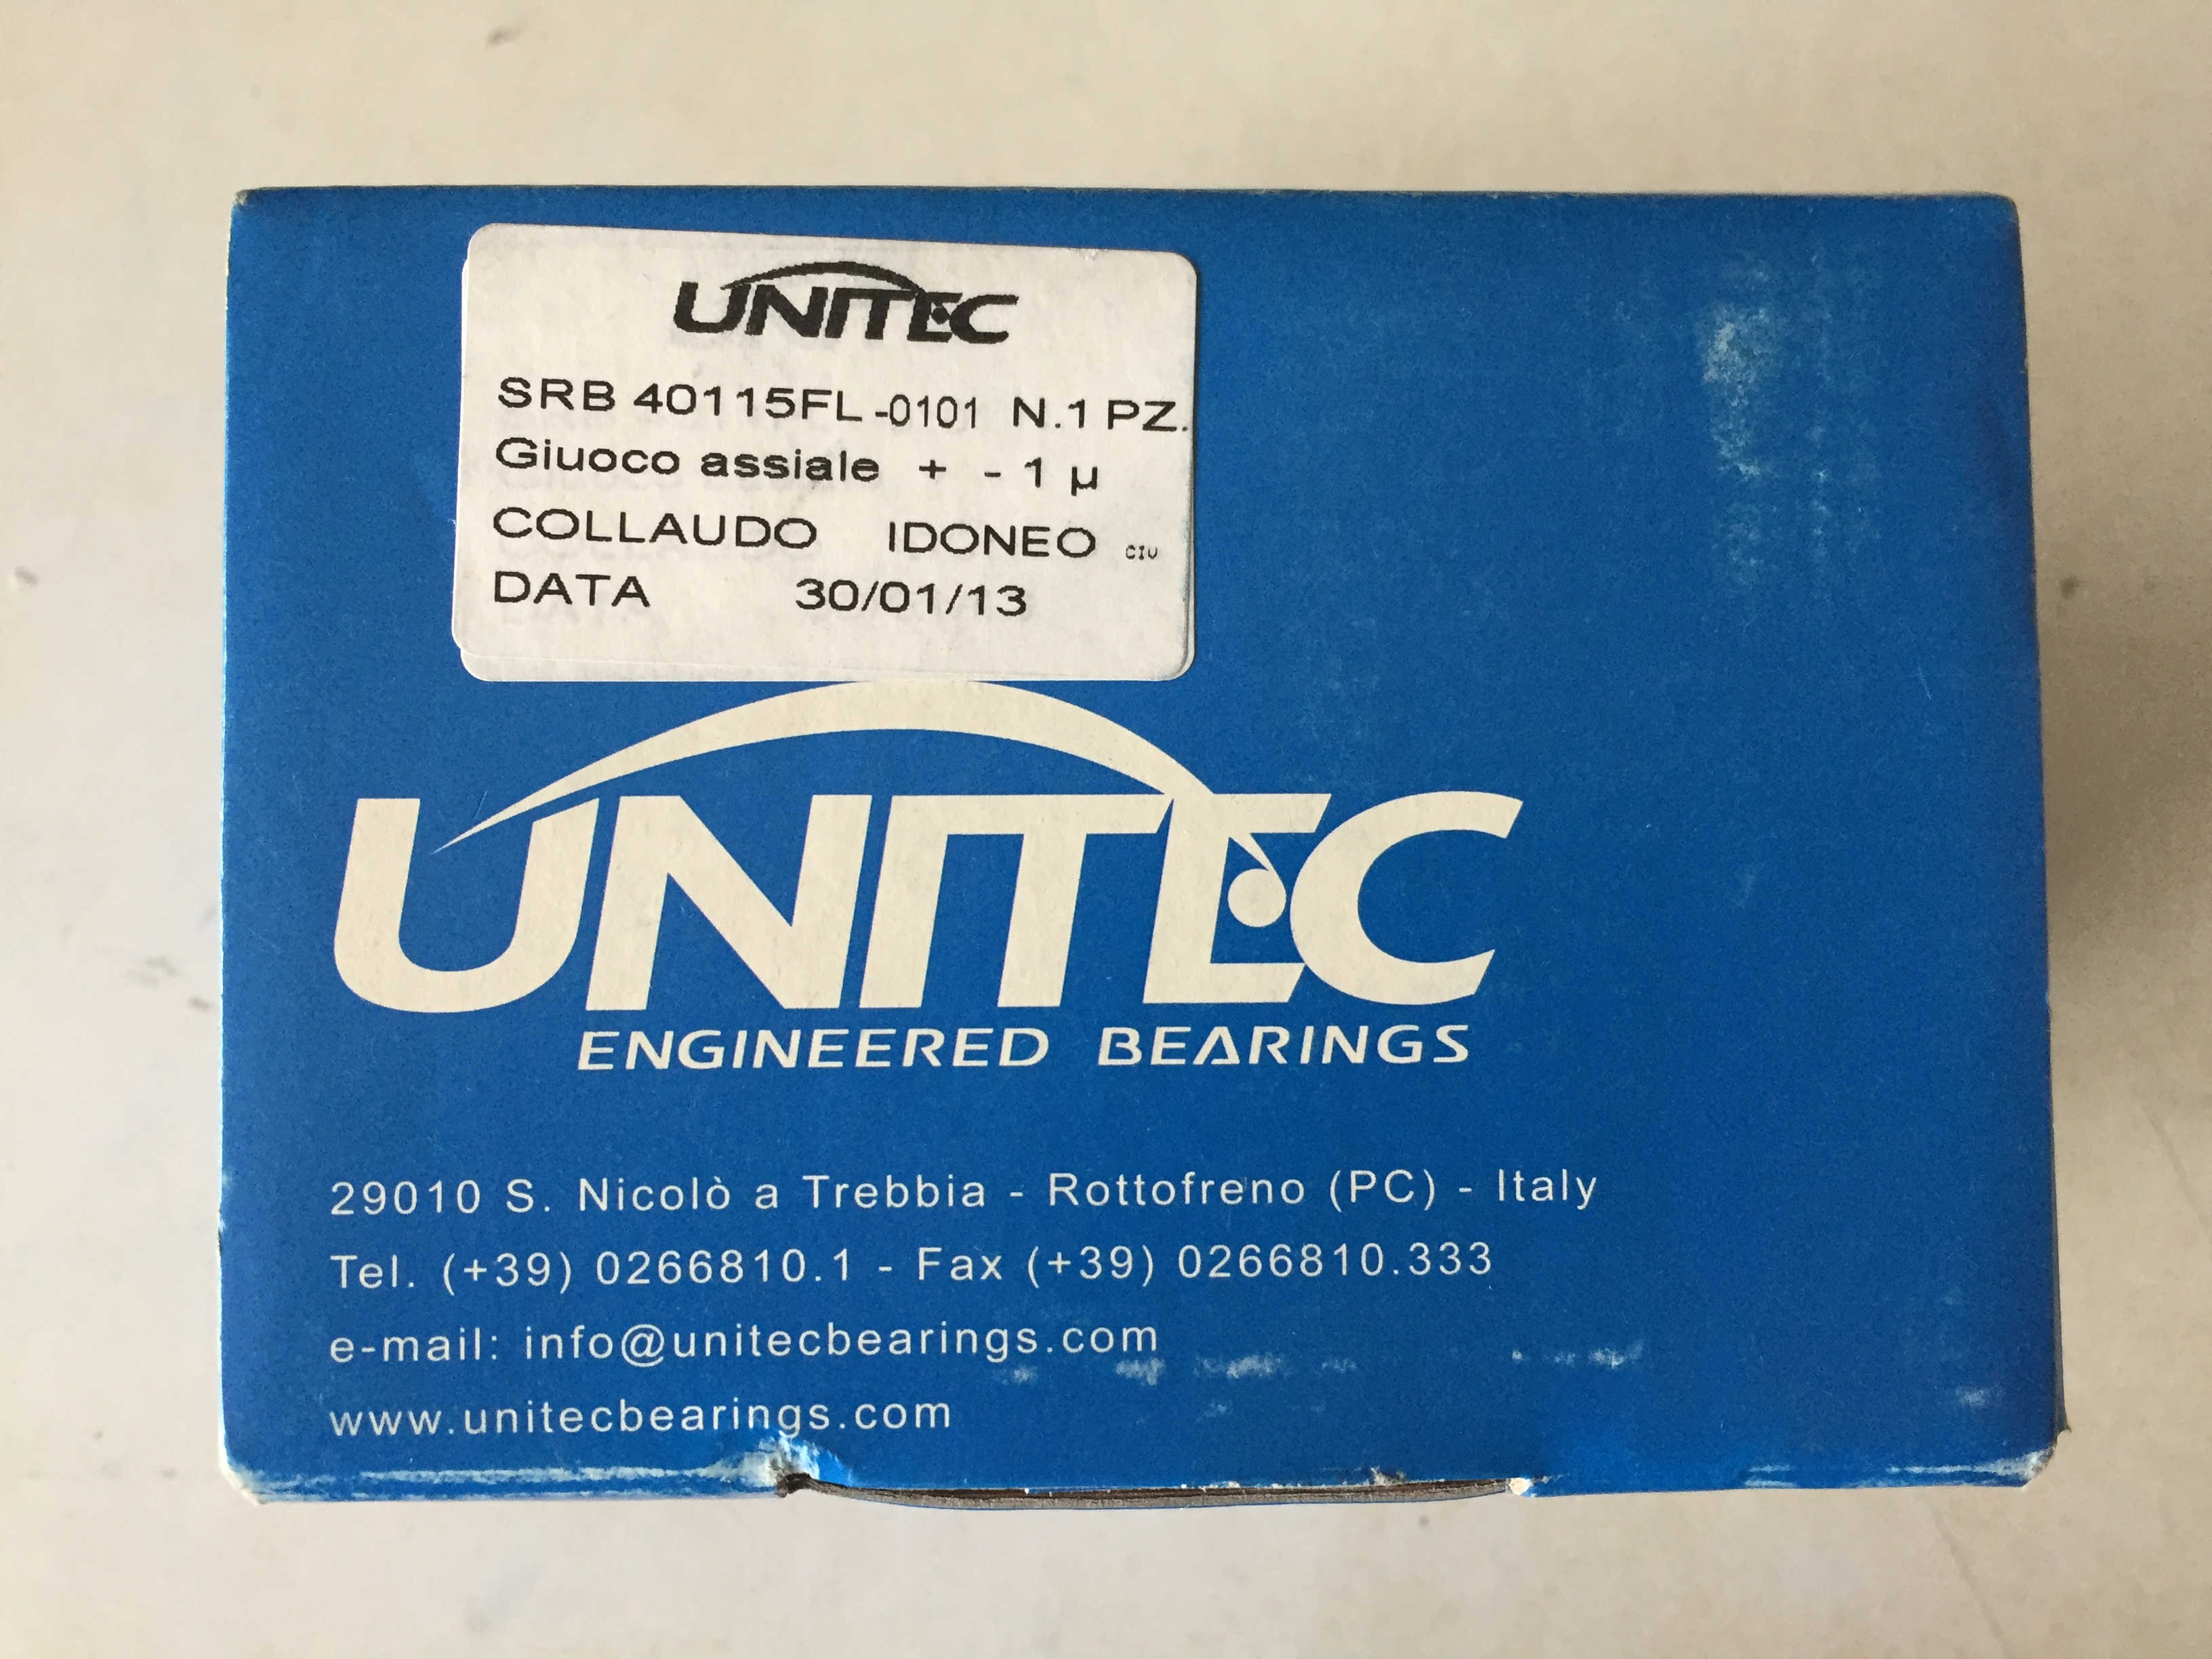 UNITEC
SRB 40115FL-0101 N.1 PZ.
Giuoco assiale + - 1 µ
COLLAUDO IDONEO CIV
DATA 30/01/13
UNITEC
ENGINEERED BEARINGS
29010 S. Nicolò a Trebbia - Rottofreno (PC) - Italy
Tel. (+39) 0266810.1 - Fax (+39) 0266810.333
e-mail: info@unitecbearings.com
www.unitecbearings.com